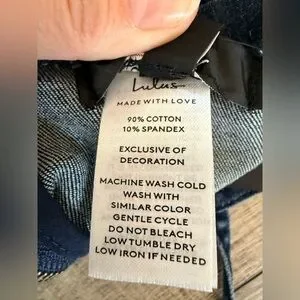 Lulus
MADE WITH LOVE
90% COTTON
10% SPANDEX
EXCLUSIVE OF
DECORATION
MACHINE WASH COLD
WASH WITH
SIMILAR COLOR
GENTLE CYCLE
DO NOT BLEACH
LOW TUMBLE DRY
LOW IRON IF NEEDED